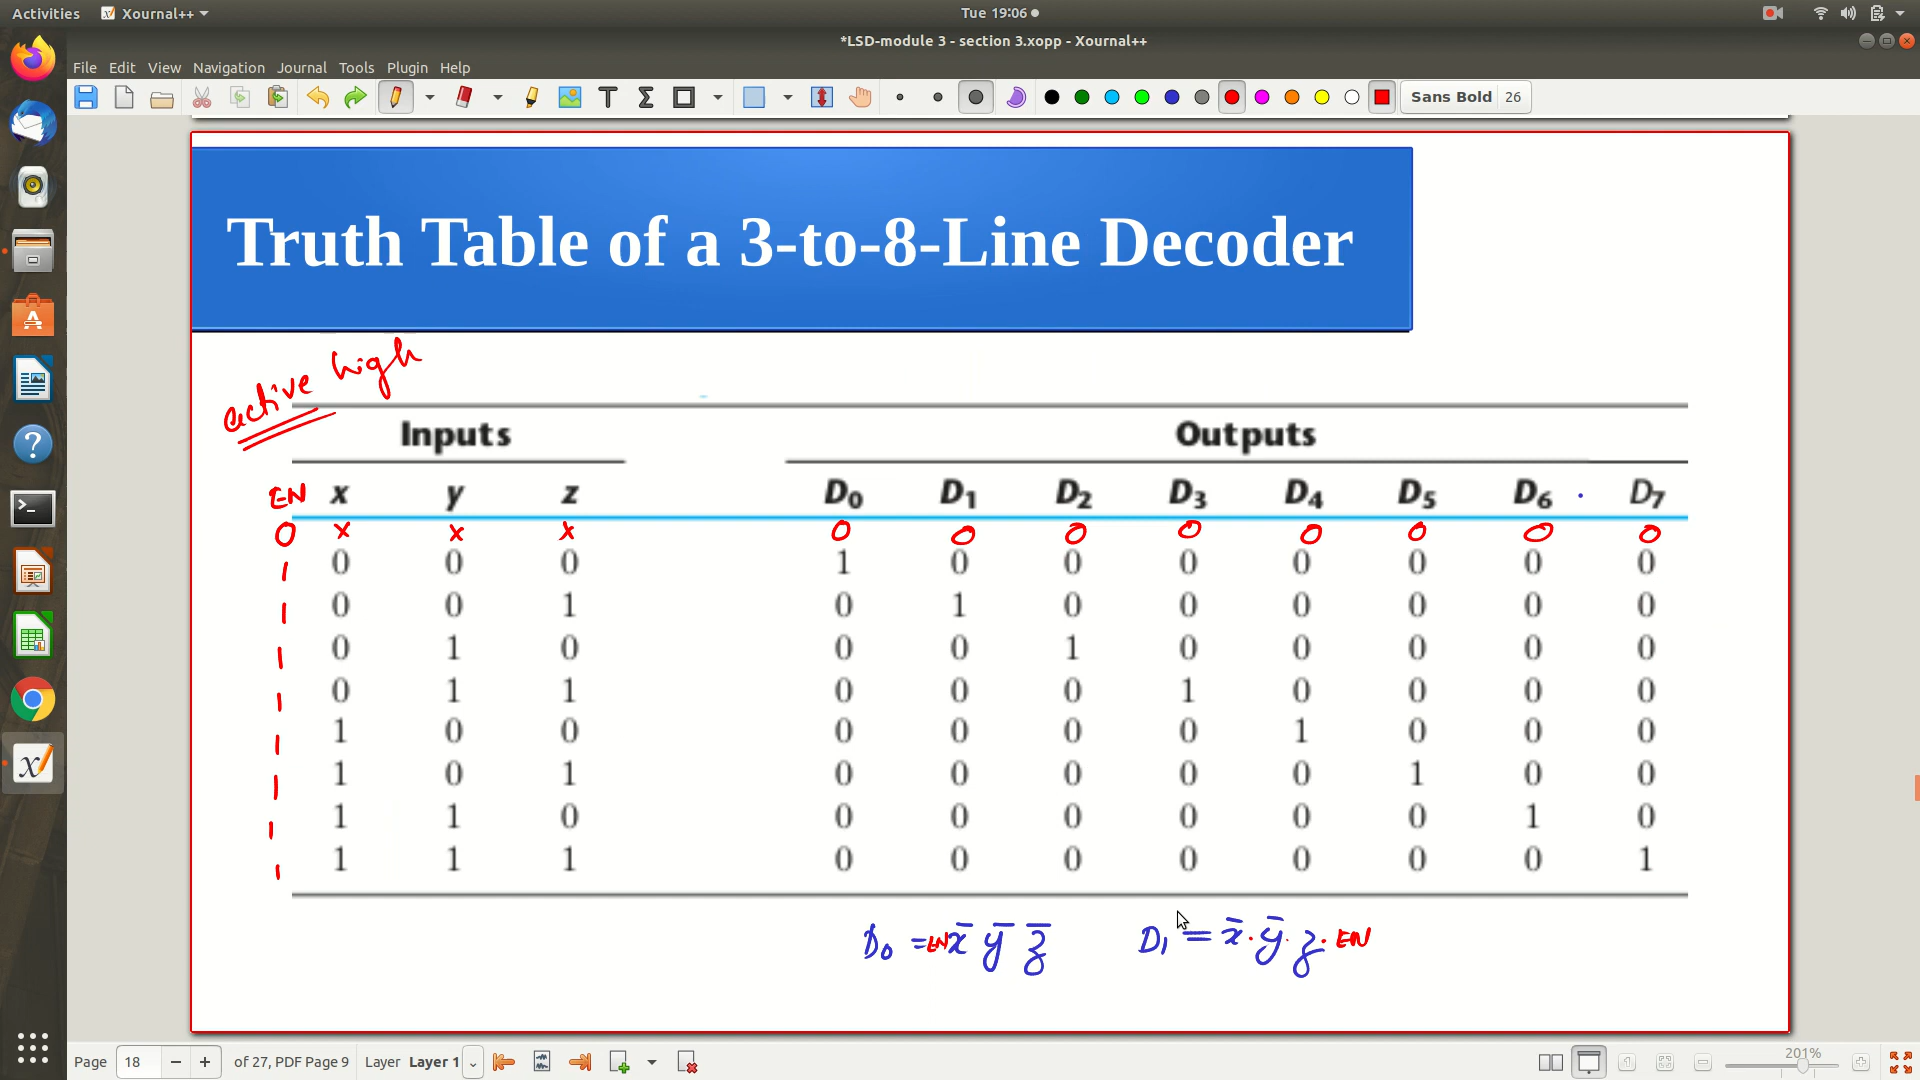 Activities Xournal++ Tue 19:06
*LSD-module 3 - section 3.xopp - Xournal++
File Edit View Navigation Journal Tools Plugin Help
Sans Bold 26
Truth Table of a 3-to-8-Line Decoder
active high
Inputs Outputs
EN x y z D0 D1 D2 D3 D4 D5 D6 D7
0 x x x 0 0 0 0 0 0 0 0
1 0 0 0 1 0 0 0 0 0 0 0
1 0 0 1 0 1 0 0 0 0 0 0
1 0 1 0 0 0 1 0 0 0 0 0
1 0 1 1 0 0 0 1 0 0 0 0
1 1 0 0 0 0 0 0 1 0 0 0
1 1 0 1 0 0 0 0 0 1 0 0
1 1 1 0 0 0 0 0 0 0 1 0
1 1 1 1 0 0 0 0 0 0 0 1
D0 = EN x̄ ȳ z̄ D1 = x̄ · ȳ · z · EN
Page 18 of 27, PDF Page 9 Layer Layer 1 201%